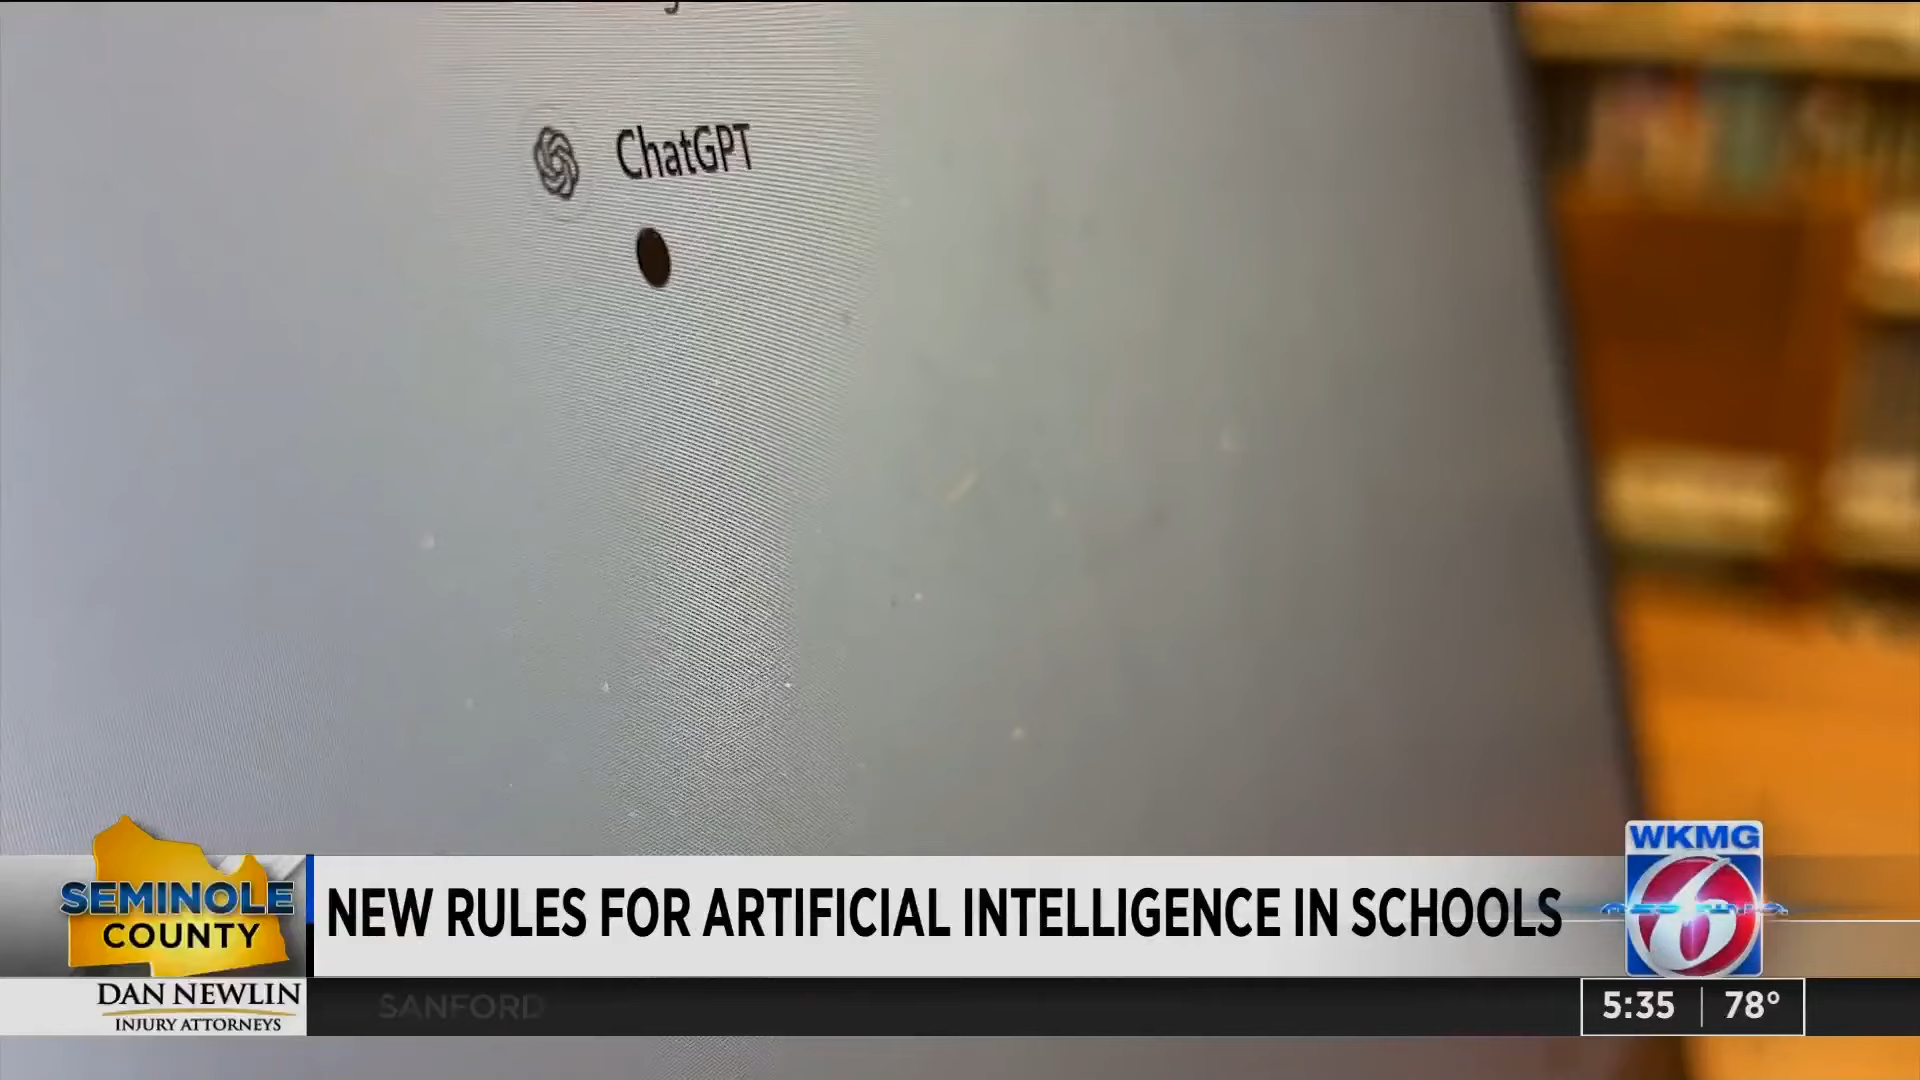 ChatGPT
SEMINOLE
COUNTY
NEW RULES FOR ARTIFICIAL INTELLIGENCE IN SCHOOLS
WKMG
6
DAN NEWLIN
INJURY ATTORNEYS
SANFORD
5:35
78°